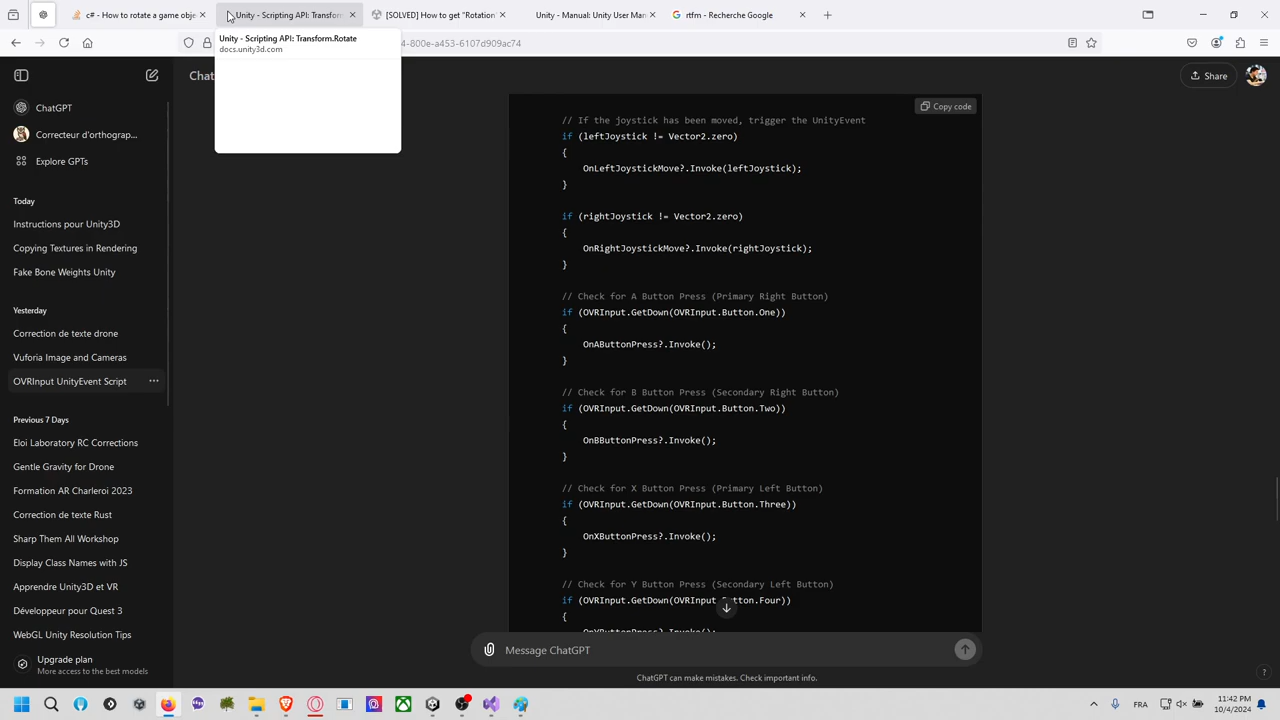 c# - How to rotate a game obje
Unity - Scripting API: Transform
[SOLVED] How to get "Rotation
Unity - Manual: Unity User Man
rtfm - Recherche Google
Unity - Scripting API: Transform.Rotate
docs.unity3d.com
4-800e-a453-6107d909ac74
Chat
Share
ChatGPT
Correcteur d'orthograp...
Explore GPTs
Today
Instructions pour Unity3D
Copying Textures in Rendering
Fake Bone Weights Unity
Yesterday
Correction de texte drone
Vuforia Image and Cameras
OVRInput UnityEvent Script
Previous 7 Days
Eloi Laboratory RC Corrections
Gentle Gravity for Drone
Formation AR Charleroi 2023
Correction de texte Rust
Sharp Them All Workshop
Display Class Names with JS
Apprendre Unity3D et VR
Développeur pour Quest 3
WebGL Unity Resolution Tips
Upgrade plan
More access to the best models
Copy code
// If the joystick has been moved, trigger the UnityEvent
if (leftJoystick != Vector2.zero)
{
OnLeftJoystickMove?.Invoke(leftJoystick);
}
if (rightJoystick != Vector2.zero)
{
OnRightJoystickMove?.Invoke(rightJoystick);
}
// Check for A Button Press (Primary Right Button)
if (OVRInput.GetDown(OVRInput.Button.One))
{
OnAButtonPress?.Invoke();
}
// Check for B Button Press (Secondary Right Button)
if (OVRInput.GetDown(OVRInput.Button.Two))
{
OnBButtonPress?.Invoke();
}
// Check for X Button Press (Primary Left Button)
if (OVRInput.GetDown(OVRInput.Button.Three))
{
OnXButtonPress?.Invoke();
}
// Check for Y Button Press (Secondary Left Button)
if (OVRInput.GetDown(OVRInput.Button.Four))
{
OnYButtonPress?.Invoke();
Message ChatGPT
ChatGPT can make mistakes. Check important info.
?
FRA
11:42 PM
10/4/2024